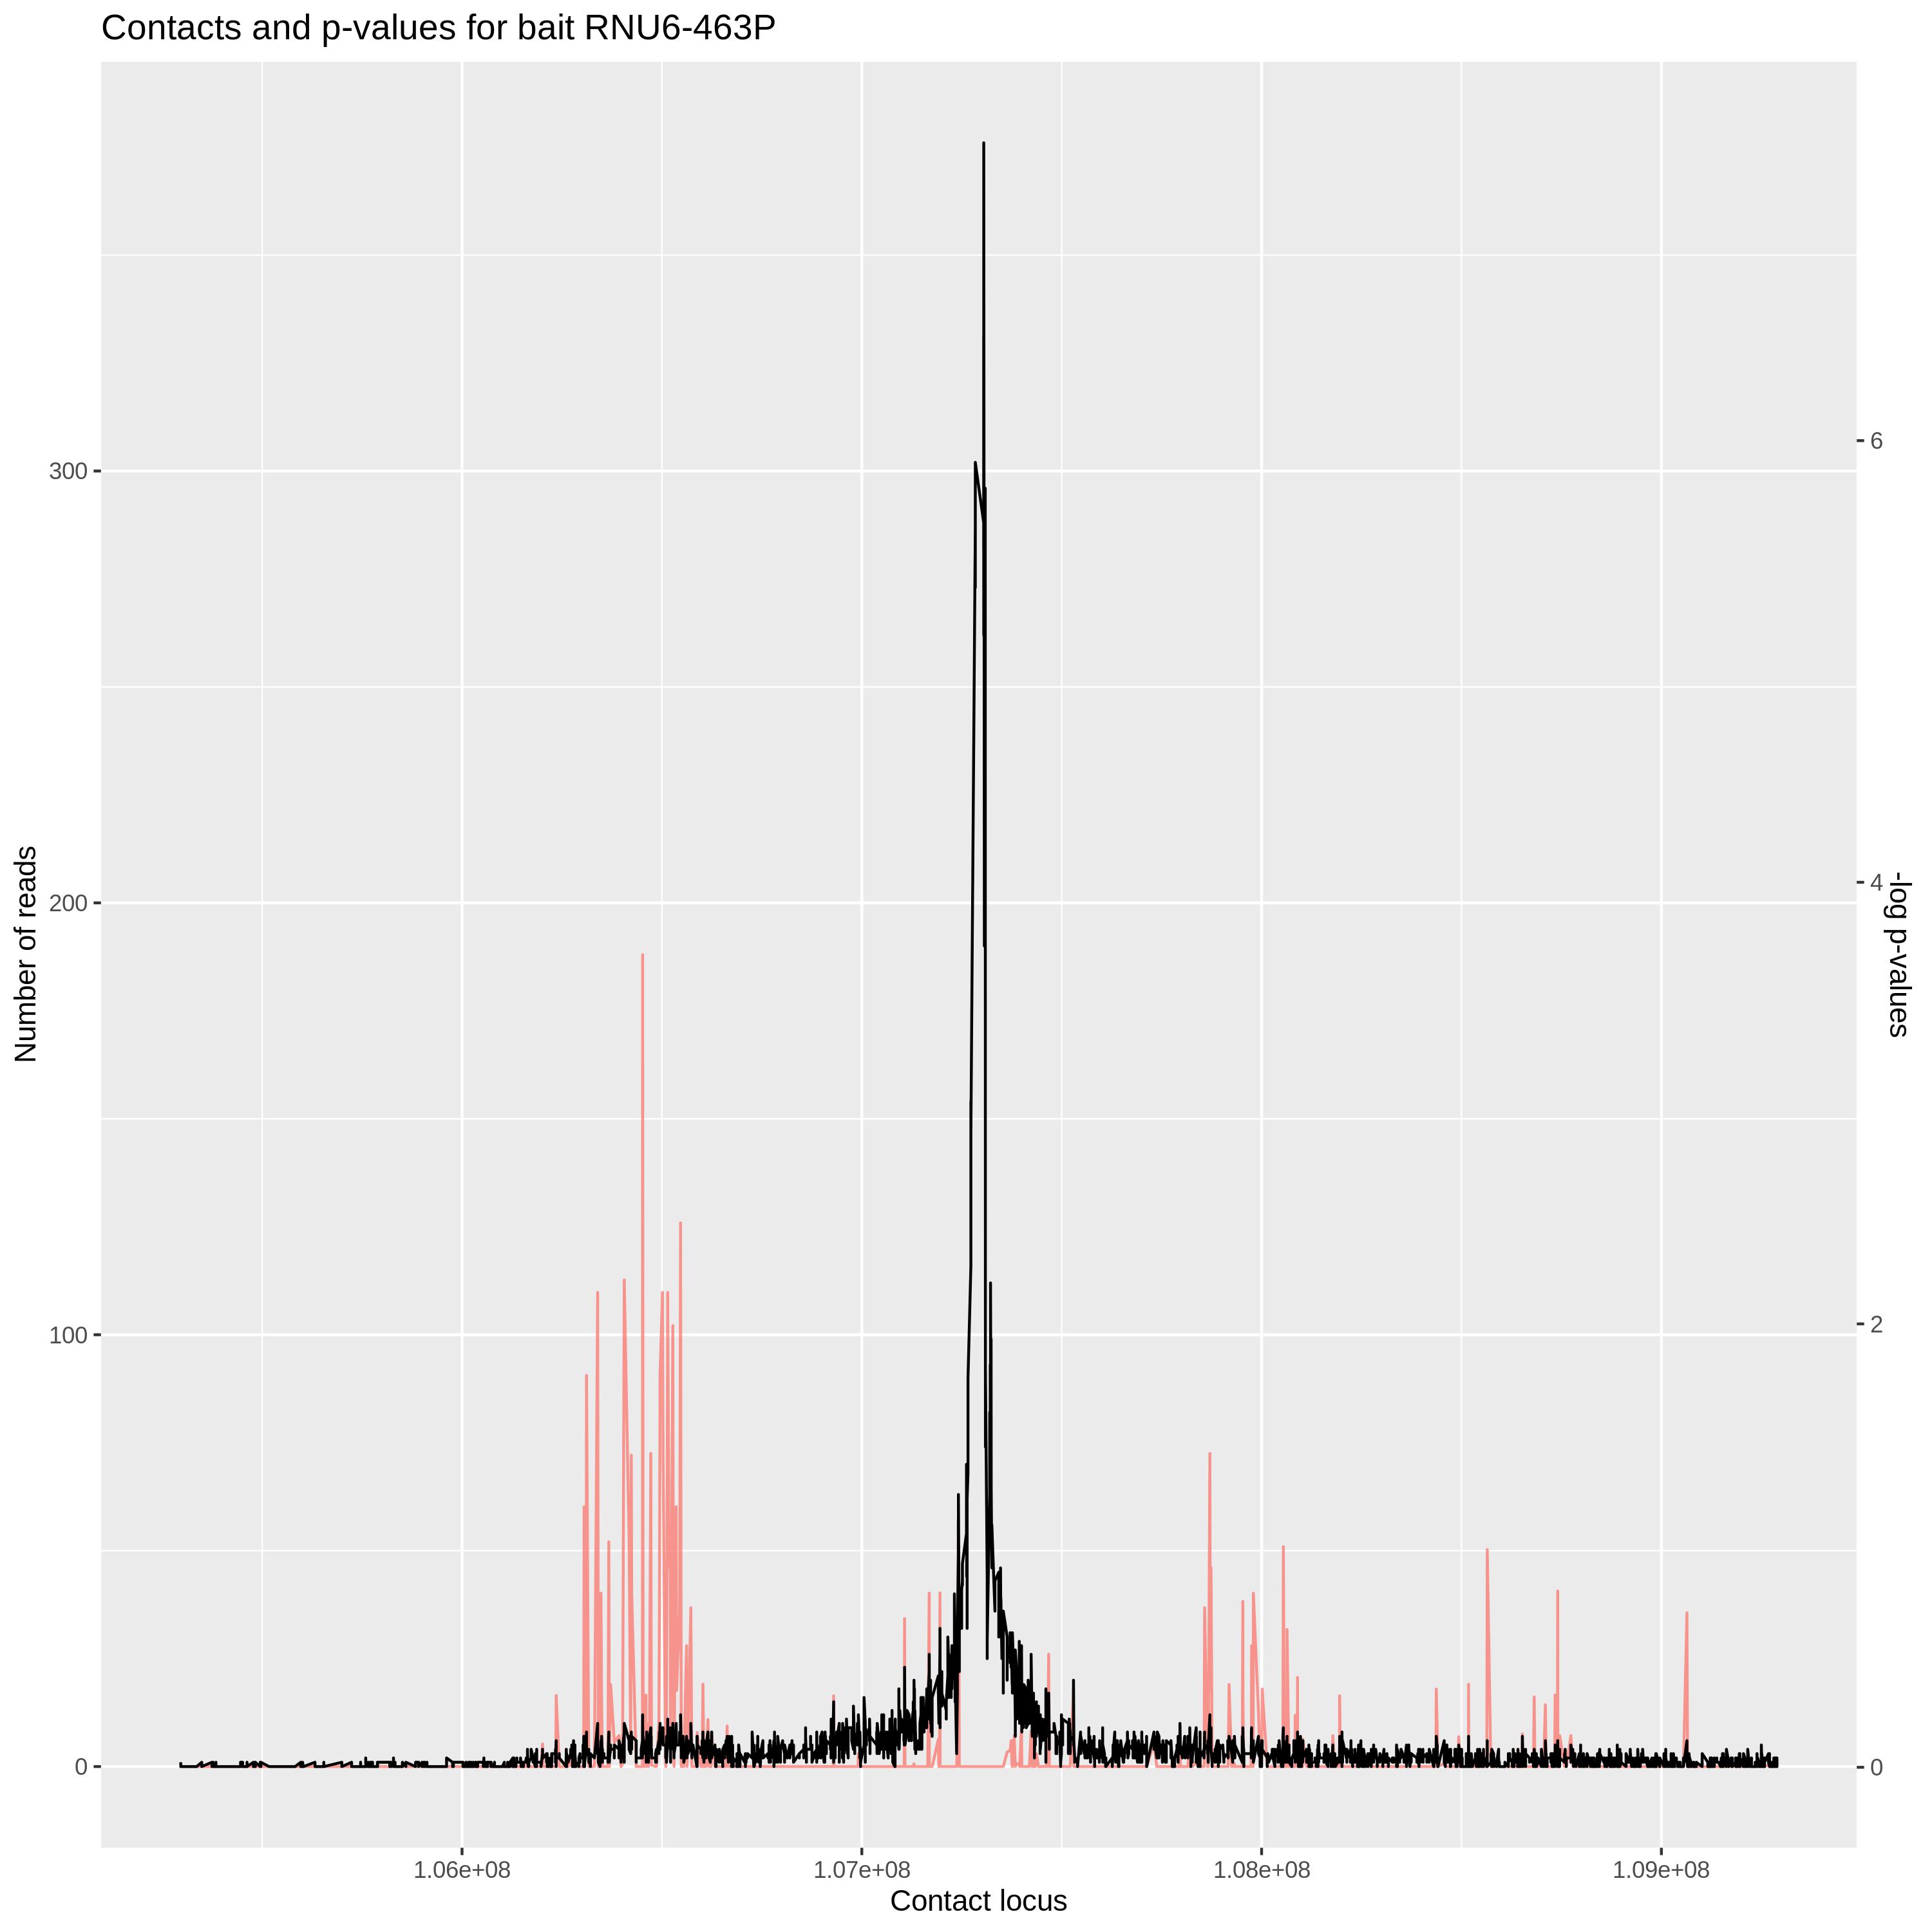 Contacts and p-values for bait RNU6-463P
300
200
100
0
Number of reads
6
4
2
0
-log p-values
1.06e+08
1.07e+08
1.08e+08
1.09e+08
Contact locus